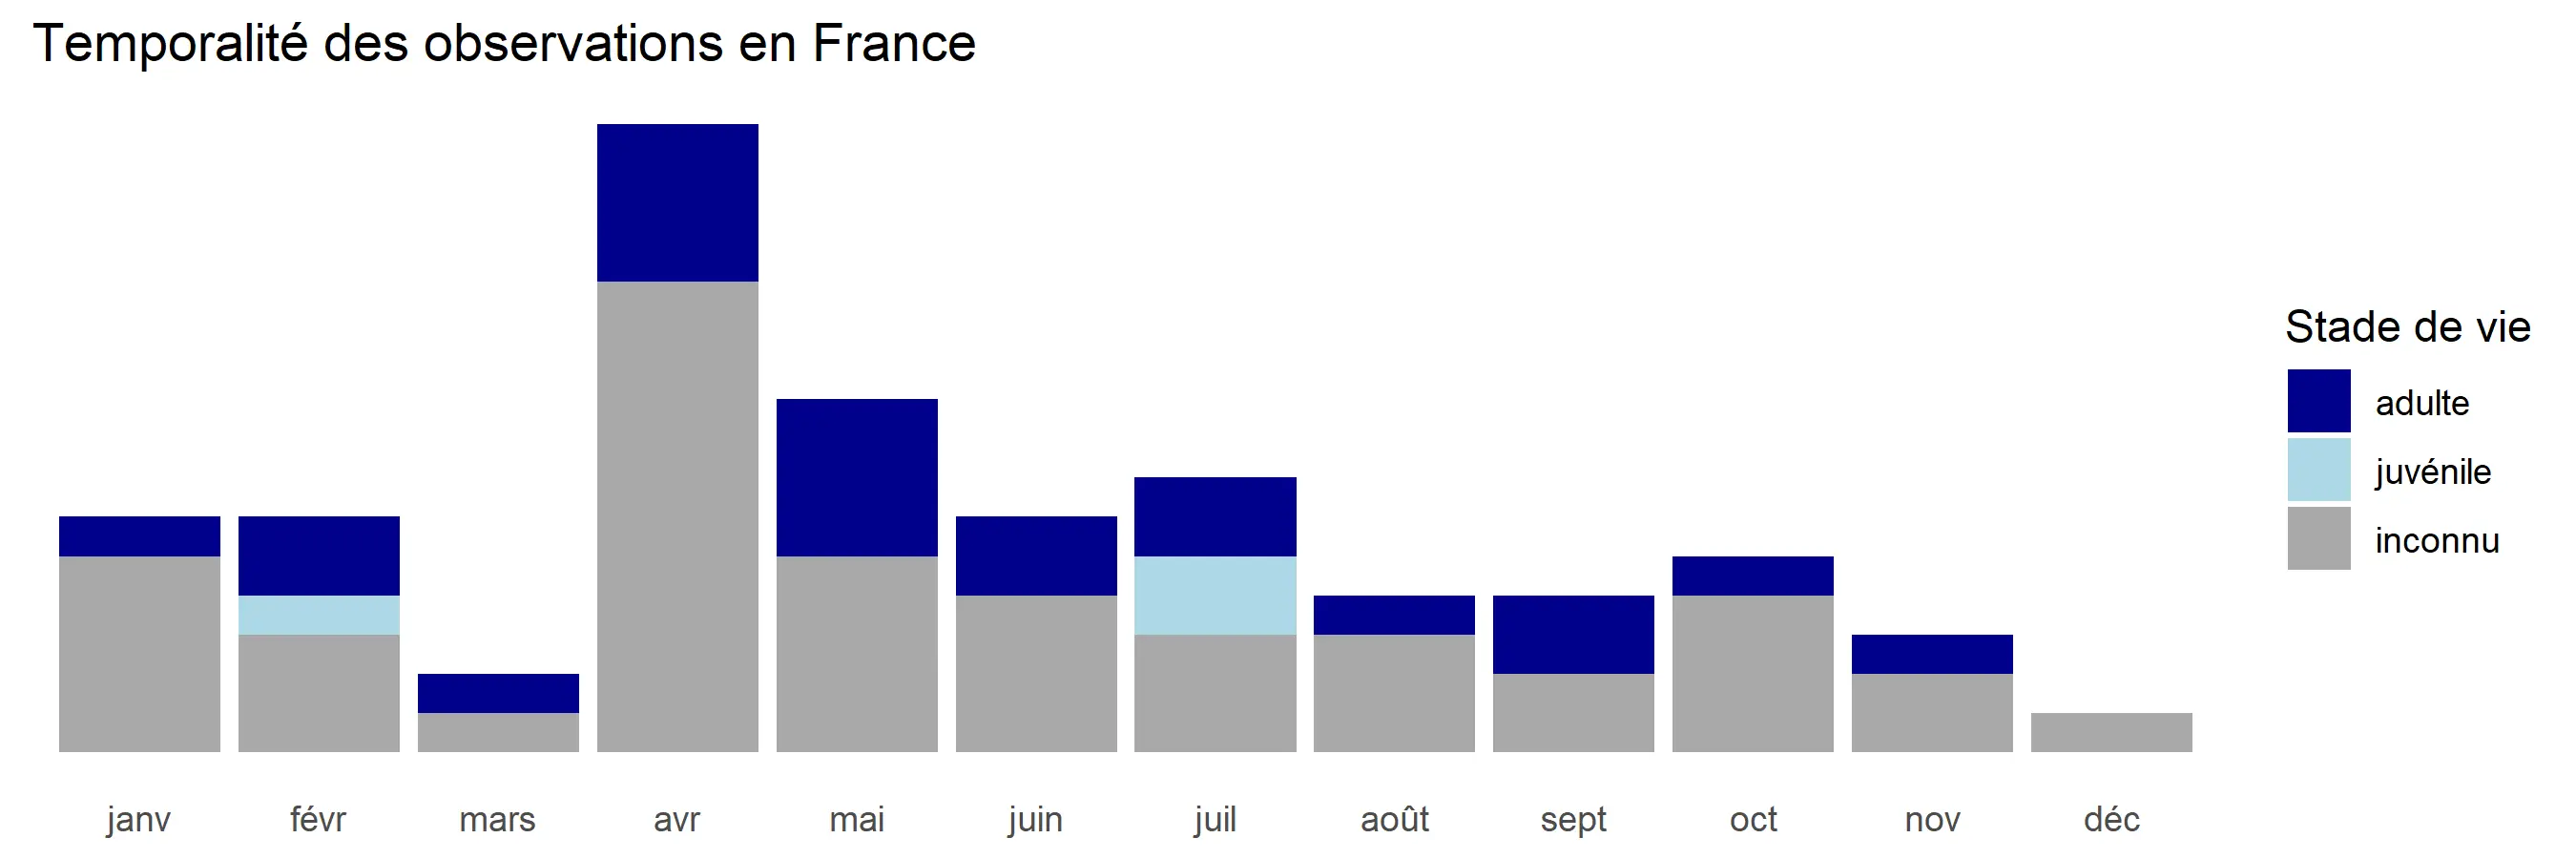 Temporalité des observations en France
Stade de vie
adulte
juvénile
inconnu
janv févr mars avr mai juin juil août sept oct nov déc